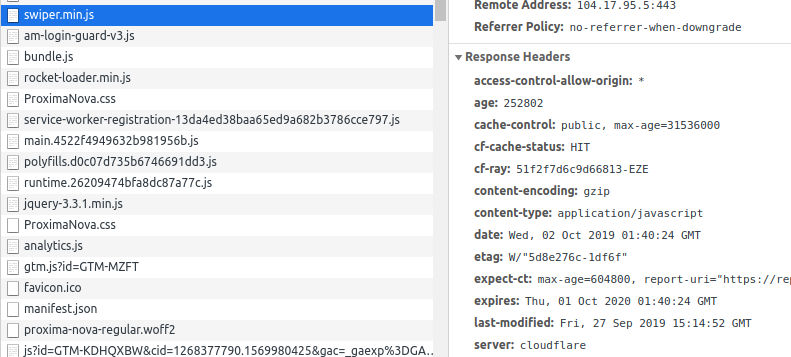 swiper.min.js
am-login-guard-v3.js
bundle.js
rocket-loader.min.js
ProximaNova.css
service-worker-registration-13da4ed38baa65ed9a682b3786cce797.js
main.4522f4949632b981956b.js
polyfills.d0c07d735b6746691dd3.js
runtime.26209474bfa8dc87a77c.js
jquery-3.3.1.min.js
ProximaNova.css
analytics.js
gtm.js?id=GTM-MZFT
favicon.ico
manifest.json
proxima-nova-regular.woff2
js?id=GTM-KDHQXBW&cid=1268377790.1569980425&gac=_gaexp%3DGA…
Remote Address: 104.17.95.5:443
Referrer Policy: no-referrer-when-downgrade
Response Headers
access-control-allow-origin: *
age: 252802
cache-control: public, max-age=31536000
cf-cache-status: HIT
cf-ray: 51f2f7d6c9d66813-EZE
content-encoding: gzip
content-type: application/javascript
date: Wed, 02 Oct 2019 01:40:24 GMT
etag: W/"5d8e276c-1df6f"
expect-ct: max-age=604800, report-uri="https://rep
expires: Thu, 01 Oct 2020 01:40:24 GMT
last-modified: Fri, 27 Sep 2019 15:14:52 GMT
server: cloudflare